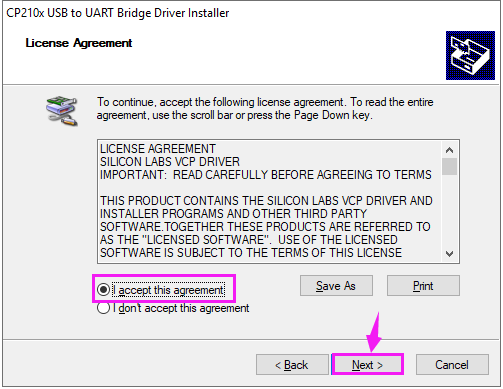 CP210x USB to UART Bridge Driver Installer
License Agreement
To continue, accept the following license agreement. To read the entire
agreement, use the scroll bar or press the Page Down key.
LICENSE AGREEMENT
SILICON LABS VCP DRIVER
IMPORTANT:  READ CAREFULLY BEFORE AGREEING TO TERMS
THIS PRODUCT CONTAINS THE SILICON LABS VCP DRIVER AND
INSTALLER PROGRAMS AND OTHER THIRD PARTY
SOFTWARE.TOGETHER THESE PRODUCTS ARE REFERRED TO
AS THE "LICENSED SOFTWARE".  USE OF THE LICENSED
SOFTWARE IS SUBJECT TO THE TERMS OF THIS LICENSE
I accept this agreement
Save As
Print
I don't accept this agreement
< Back
Next >
Cancel